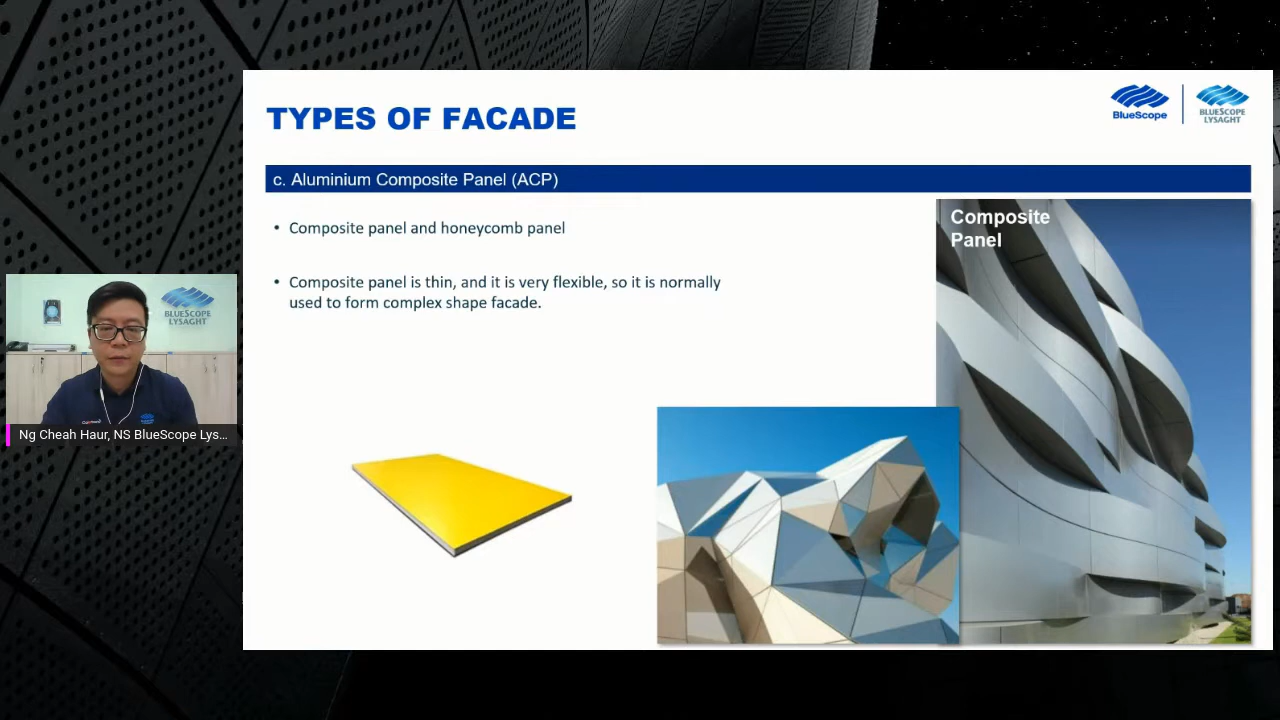 TYPES OF FACADE
BlueScope
BLUESCOPE
LYSAGHT
c. Aluminium Composite Panel (ACP)
• Composite panel and honeycomb panel
• Composite panel is thin, and it is very flexible, so it is normally
used to form complex shape facade.
Composite
Panel
BLUESCOPE
LYSAGHT
Ng Cheah Haur, NS BlueScope Lys...